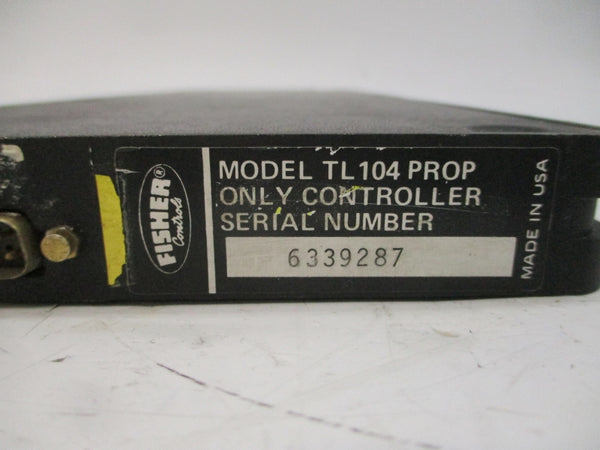 FISHER®
Controls
MODEL TL104 PROP
ONLY CONTROLLER
SERIAL NUMBER
6339287
MADE IN USA